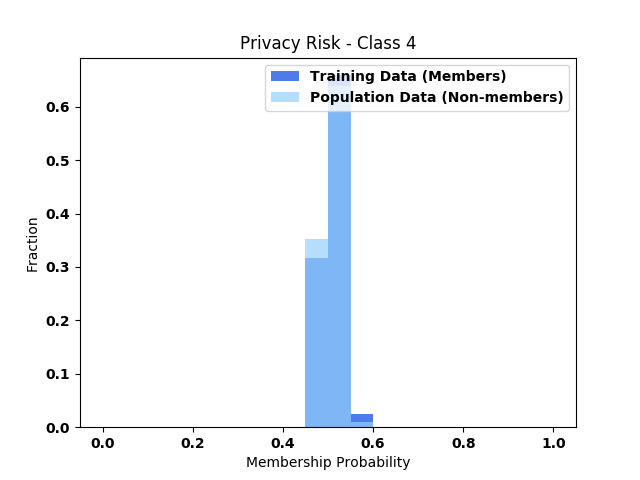 Privacy Risk - Class 4
Training Data (Members)
Population Data (Non-members)
0.6
0.5
0.4
0.3
0.2
0.1
0.0
Fraction
0.0 0.2 0.4 0.6 0.8 1.0
Membership Probability